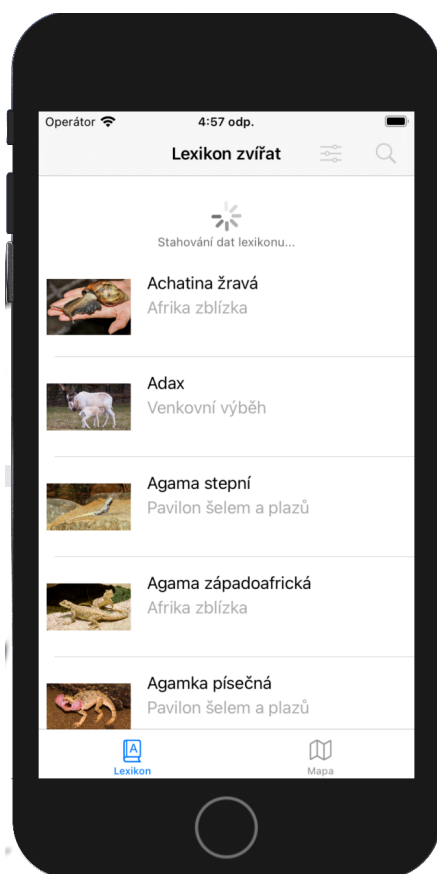 Operátor 4:57 odp.
Lexikon zvířat
Stahování dat lexikonu...
Achatina žravá
Afrika zblízka
Adax
Venkovní výběh
Agama stepní
Pavilon šelem a plazů
Agama západoafrická
Afrika zblízka
Agamka písečná
Pavilon šelem a plazů
A
Lexikon Mapa